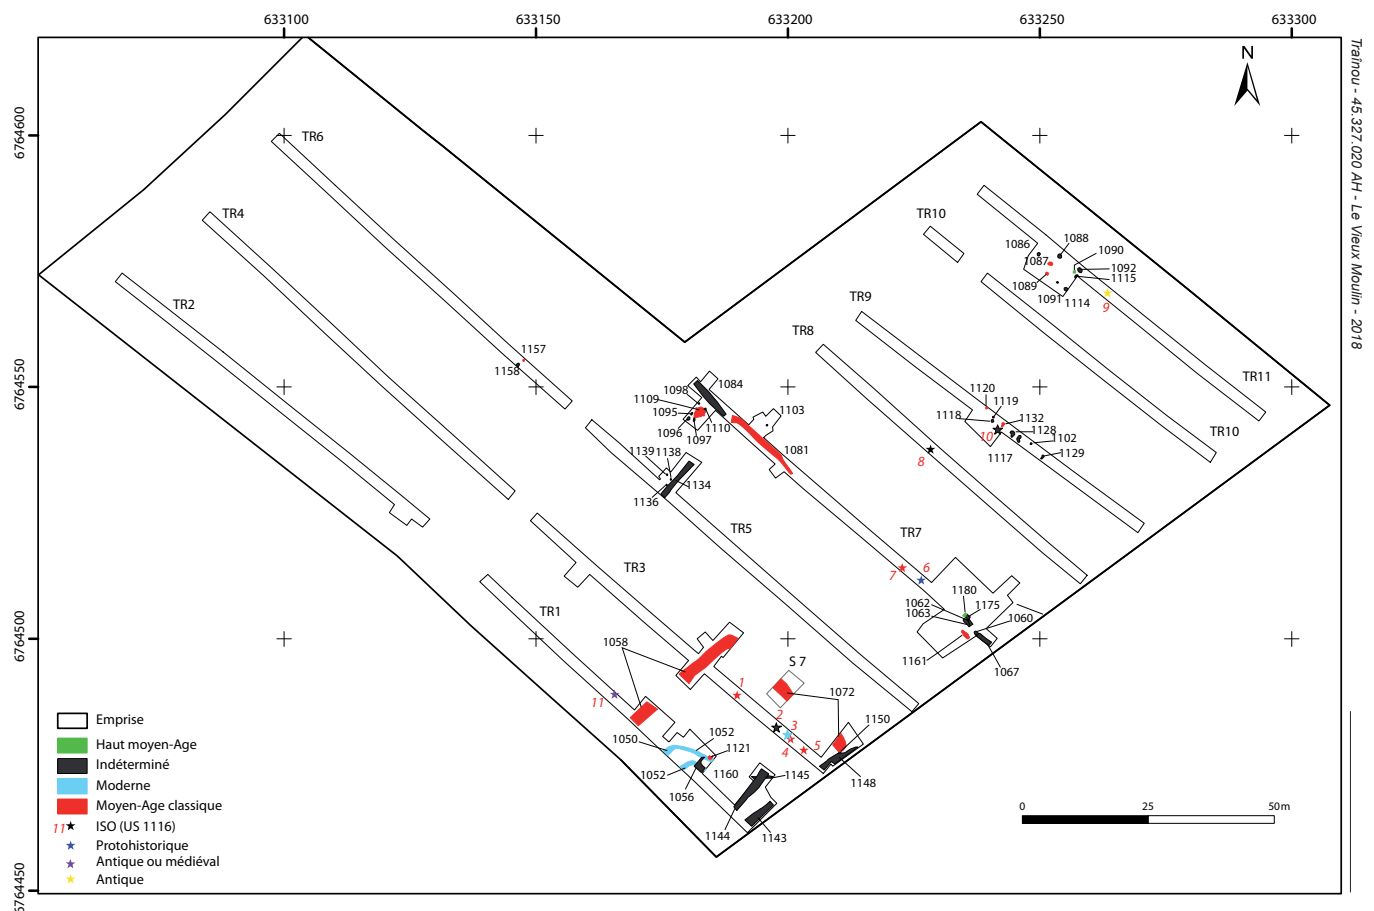 633100
633150
633200
633250
633300
6764600
6764550
6764500
6764450
N
Traînou - 45.327.020 AH - Le Vieux Moulin - 2018
TR6
TR4
TR2
TR10
TR9
TR8
TR11
TR10
TR7
TR5
TR3
TR1
S 7
1086
1088
1087
1090
1092
1115
1089
1091
1114
9
1157
1158
1098
1084
1109
1095
1096
1097
1110
1103
1081
1120
1119
1118
1132
1128
1102
1129
10
1117
8
1139
1138
1134
1136
7
6
1180
1062
1175
1063
1060
1161
1067
1058
1
1072
2
3
4
5
1150
11
1050
1052
1121
1052
1160
1056
1145
1148
1144
1143
Emprise
Haut moyen-Age
Indéterminé
Moderne
Moyen-Age classique
11 ISO (US 1116)
Protohistorique
Antique ou médiéval
Antique
0
25
50m